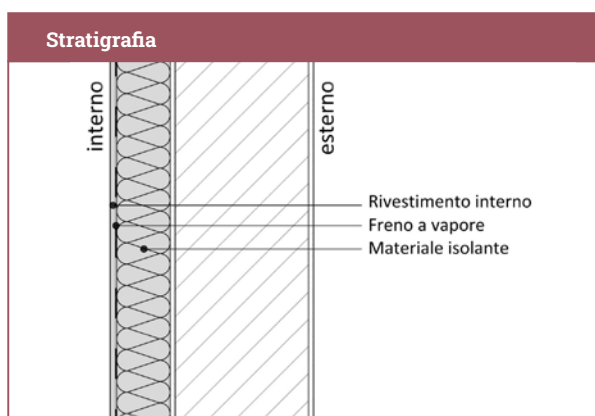 Stratigrafia
interno
esterno
Rivestimento interno
Freno a vapore
Materiale isolante